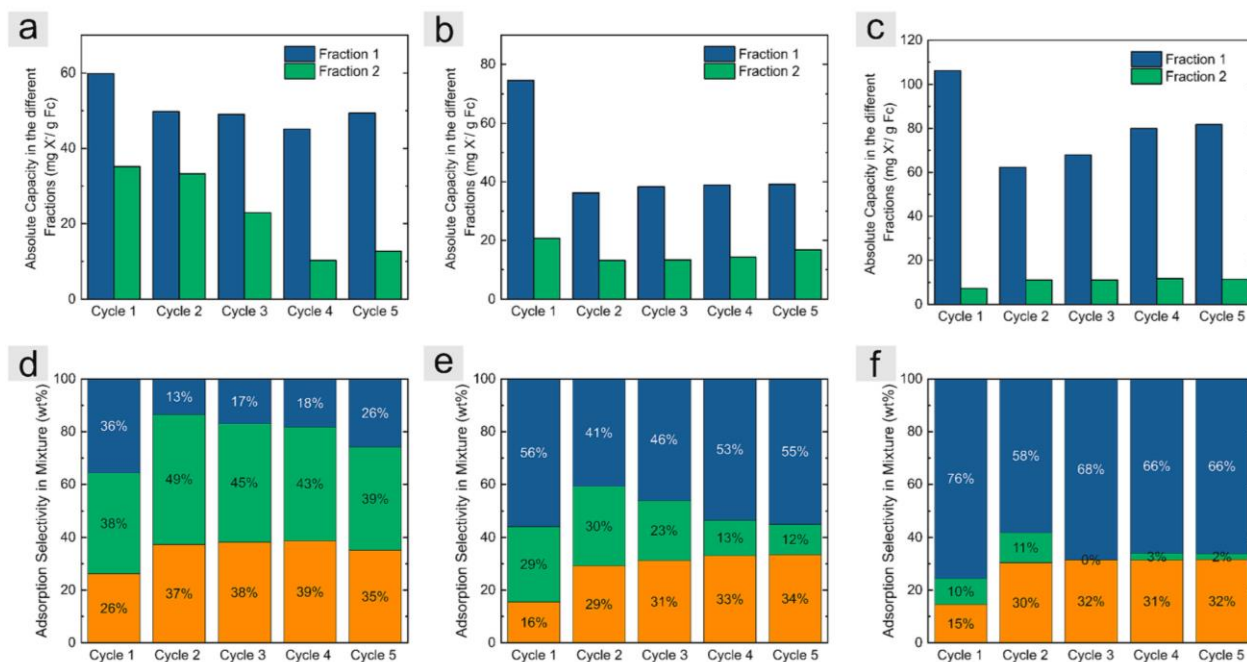 a
Absolute Capacity in the different
Fractions (mg X⁻/ g Fc)
60
40
20
0
Fraction 1
Fraction 2
Cycle 1 Cycle 2 Cycle 3 Cycle 4 Cycle 5
b
Absolute Capacity in the different
Fractions (mg X⁻/ g Fc)
80
60
40
20
0
Fraction 1
Fraction 2
Cycle 1 Cycle 2 Cycle 3 Cycle 4 Cycle 5
c
Absolute Capacity in the different
Fractions (mg X⁻/ g Fc)
120
100
80
60
40
20
0
Fraction 1
Fraction 2
Cycle 1 Cycle 2 Cycle 3 Cycle 4 Cycle 5
d
Adsorption Selectivity in Mixture (wt%)
100
80
60
40
20
0
36% 13% 17% 18% 26%
38% 49% 45% 43% 39%
26% 37% 38% 39% 35%
Cycle 1 Cycle 2 Cycle 3 Cycle 4 Cycle 5
e
Adsorption Selectivity in Mixture (wt%)
100
80
60
40
20
0
56% 41% 46% 53% 55%
29% 30% 23% 13% 12%
16% 29% 31% 33% 34%
Cycle 1 Cycle 2 Cycle 3 Cycle 4 Cycle 5
f
Adsorption Selectivity in Mixture (wt%)
100
80
60
40
20
0
76% 58% 68% 66% 66%
10% 11% 0% 3% 2%
15% 30% 32% 31% 32%
Cycle 1 Cycle 2 Cycle 3 Cycle 4 Cycle 5